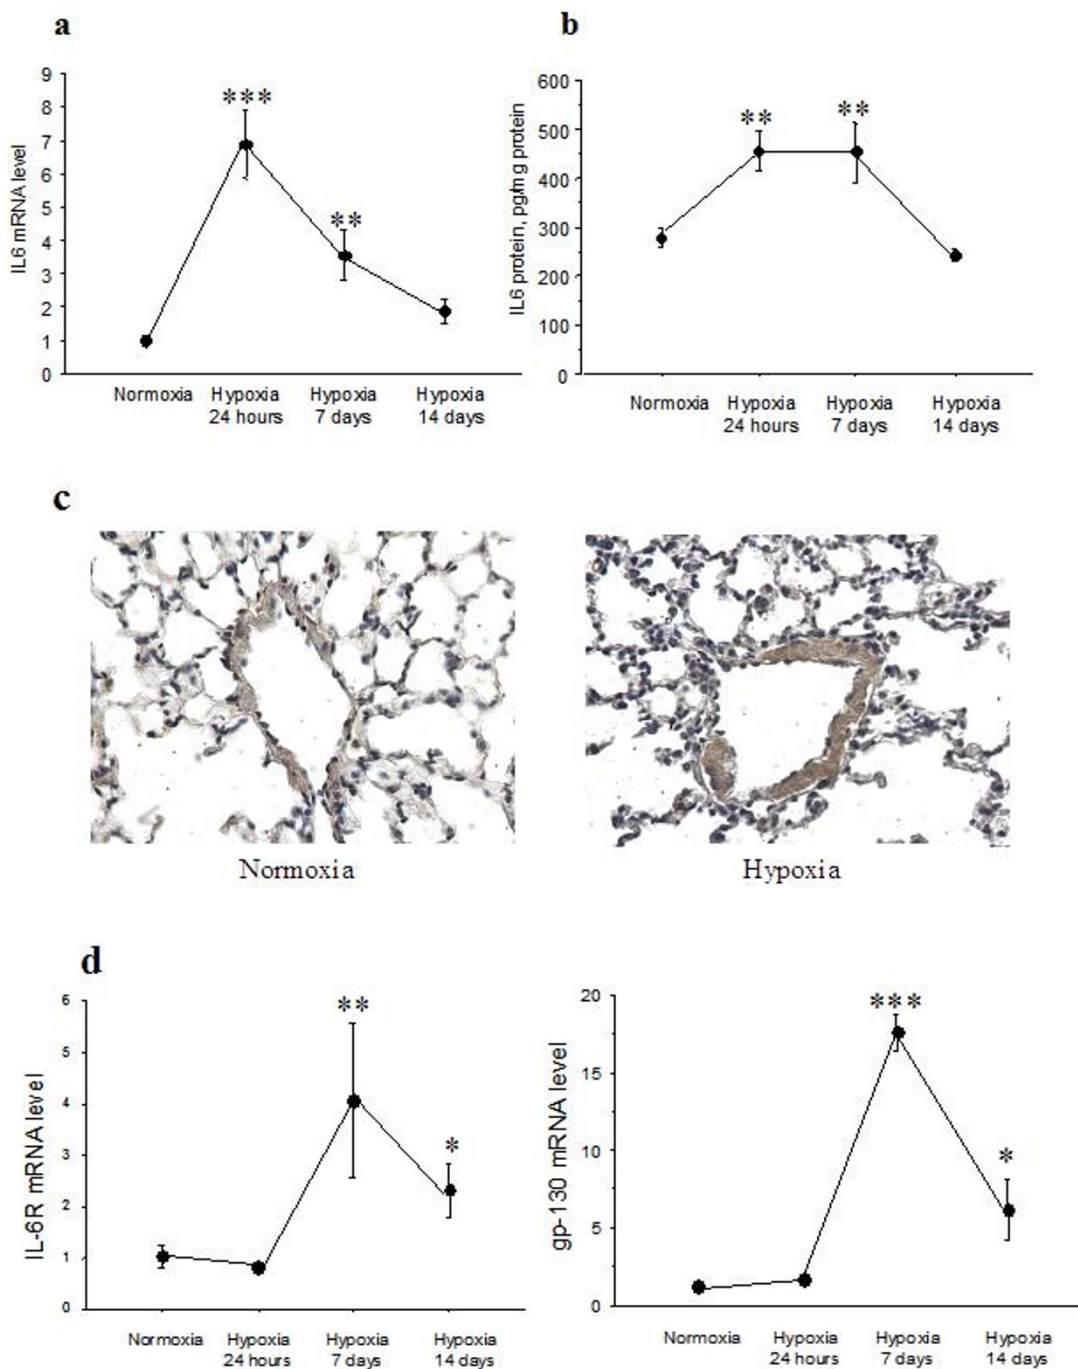 a
IL6 mRNA level
9
8
7
6
5
4
3
2
1
0
***
**
Normoxia
Hypoxia
24 hours
Hypoxia
7 days
Hypoxia
14 days
b
IL6 protein, pg/mg protein
600
500
400
300
200
100
0
**
**
Normoxia
Hypoxia
24 hours
Hypoxia
7 days
Hypoxia
14 days
c
Normoxia
Hypoxia
d
IL-6R mRNA level
6
5
4
3
2
1
0
**
*
Normoxia
Hypoxia
24 hours
Hypoxia
7 days
Hypoxia
14 days
gp-130 mRNA level
20
15
10
5
0
***
*
Normoxia
Hypoxia
24 hours
Hypoxia
7 days
Hypoxia
14 days